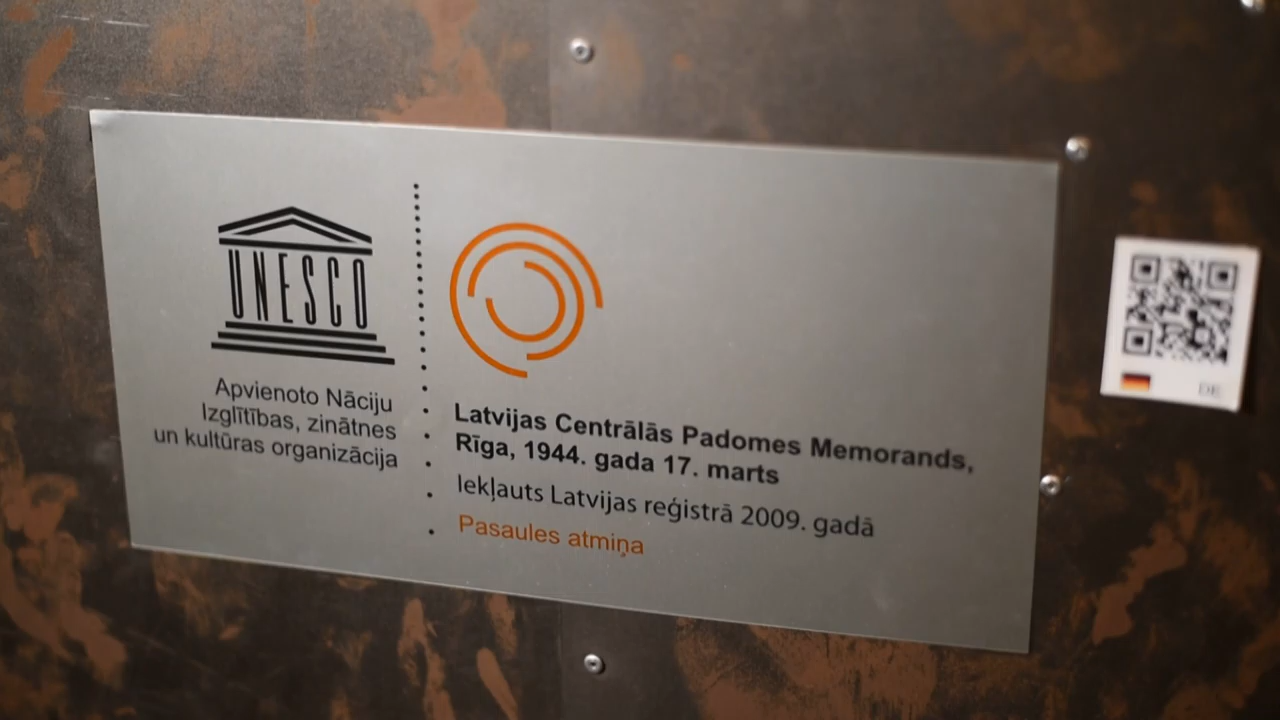 UNESCO
Apvienoto Nāciju
Izglītības, zinātnes
un kultūras organizācija
Latvijas Centrālās Padomes Memorands,
Rīga, 1944. gada 17. marts
Iekļauts Latvijas reģistrā 2009. gadā
Pasaules atmiņa
DE